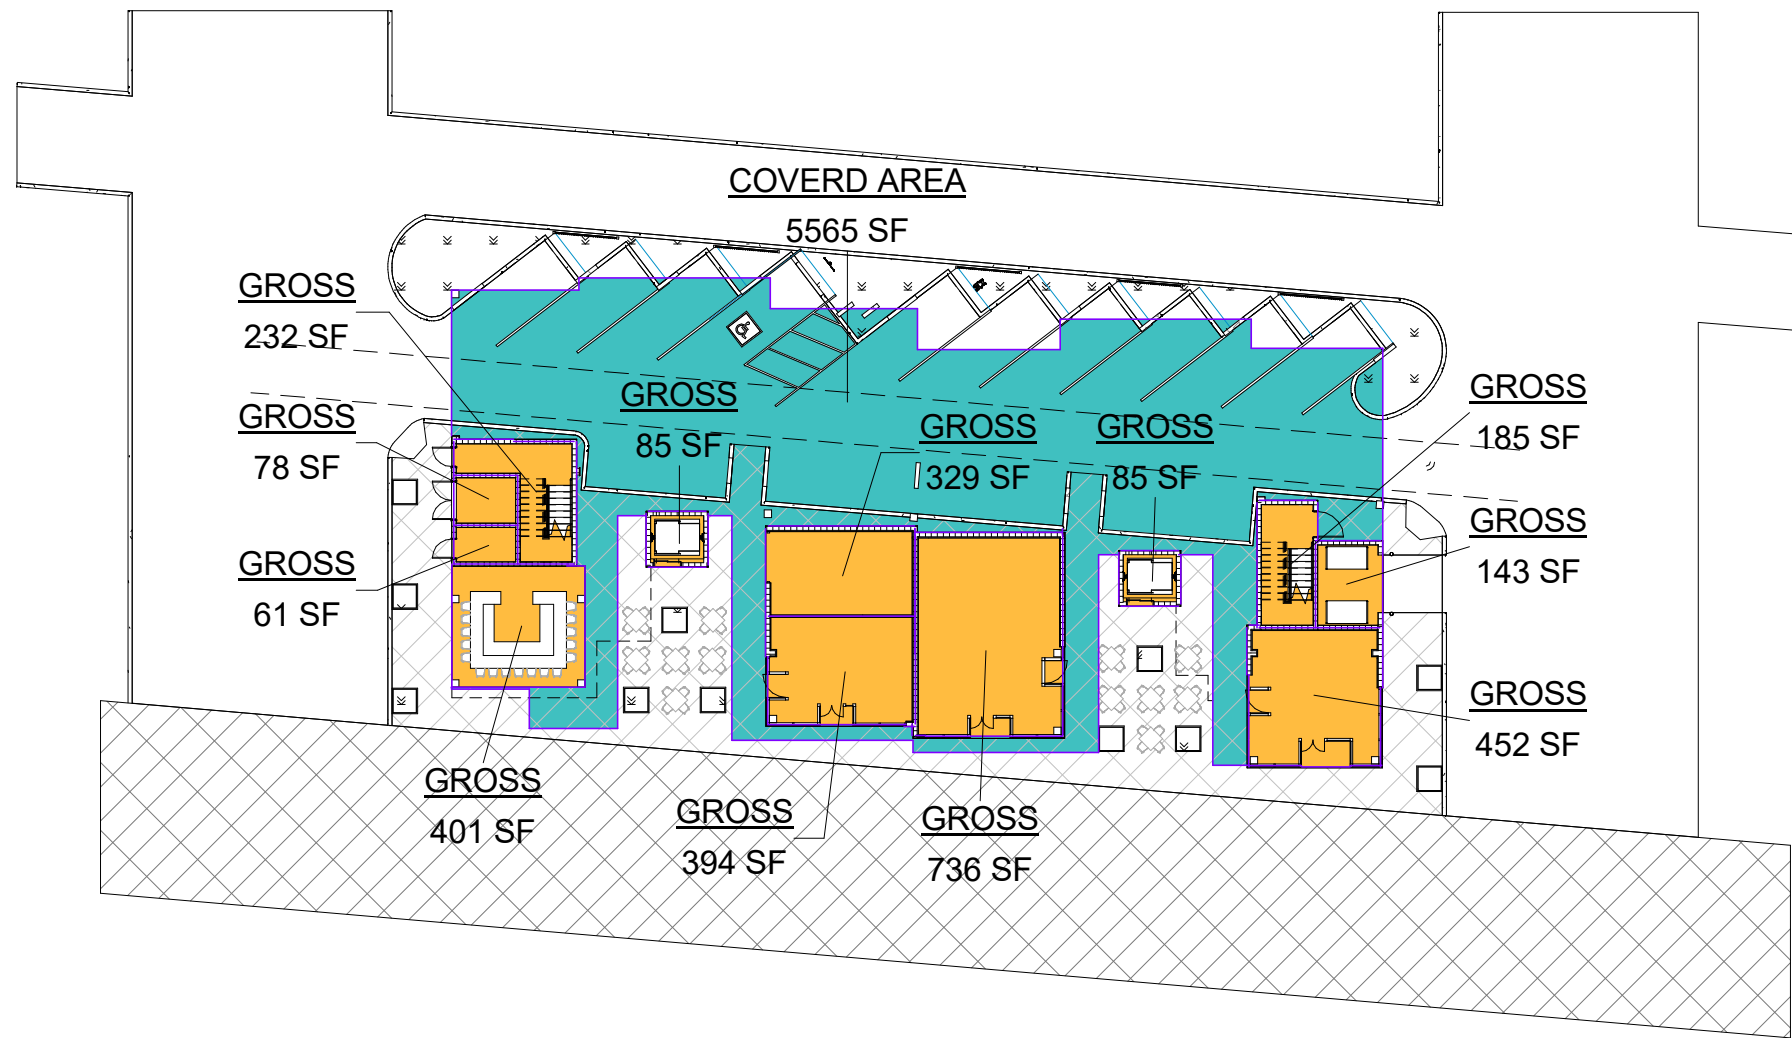 COVERD AREA
5565 SF
GROSS
232 SF
GROSS
85 SF
GROSS
78 SF
GROSS
329 SF
GROSS
85 SF
GROSS
185 SF
GROSS
61 SF
GROSS
143 SF
GROSS
452 SF
GROSS
401 SF
GROSS
394 SF
GROSS
736 SF